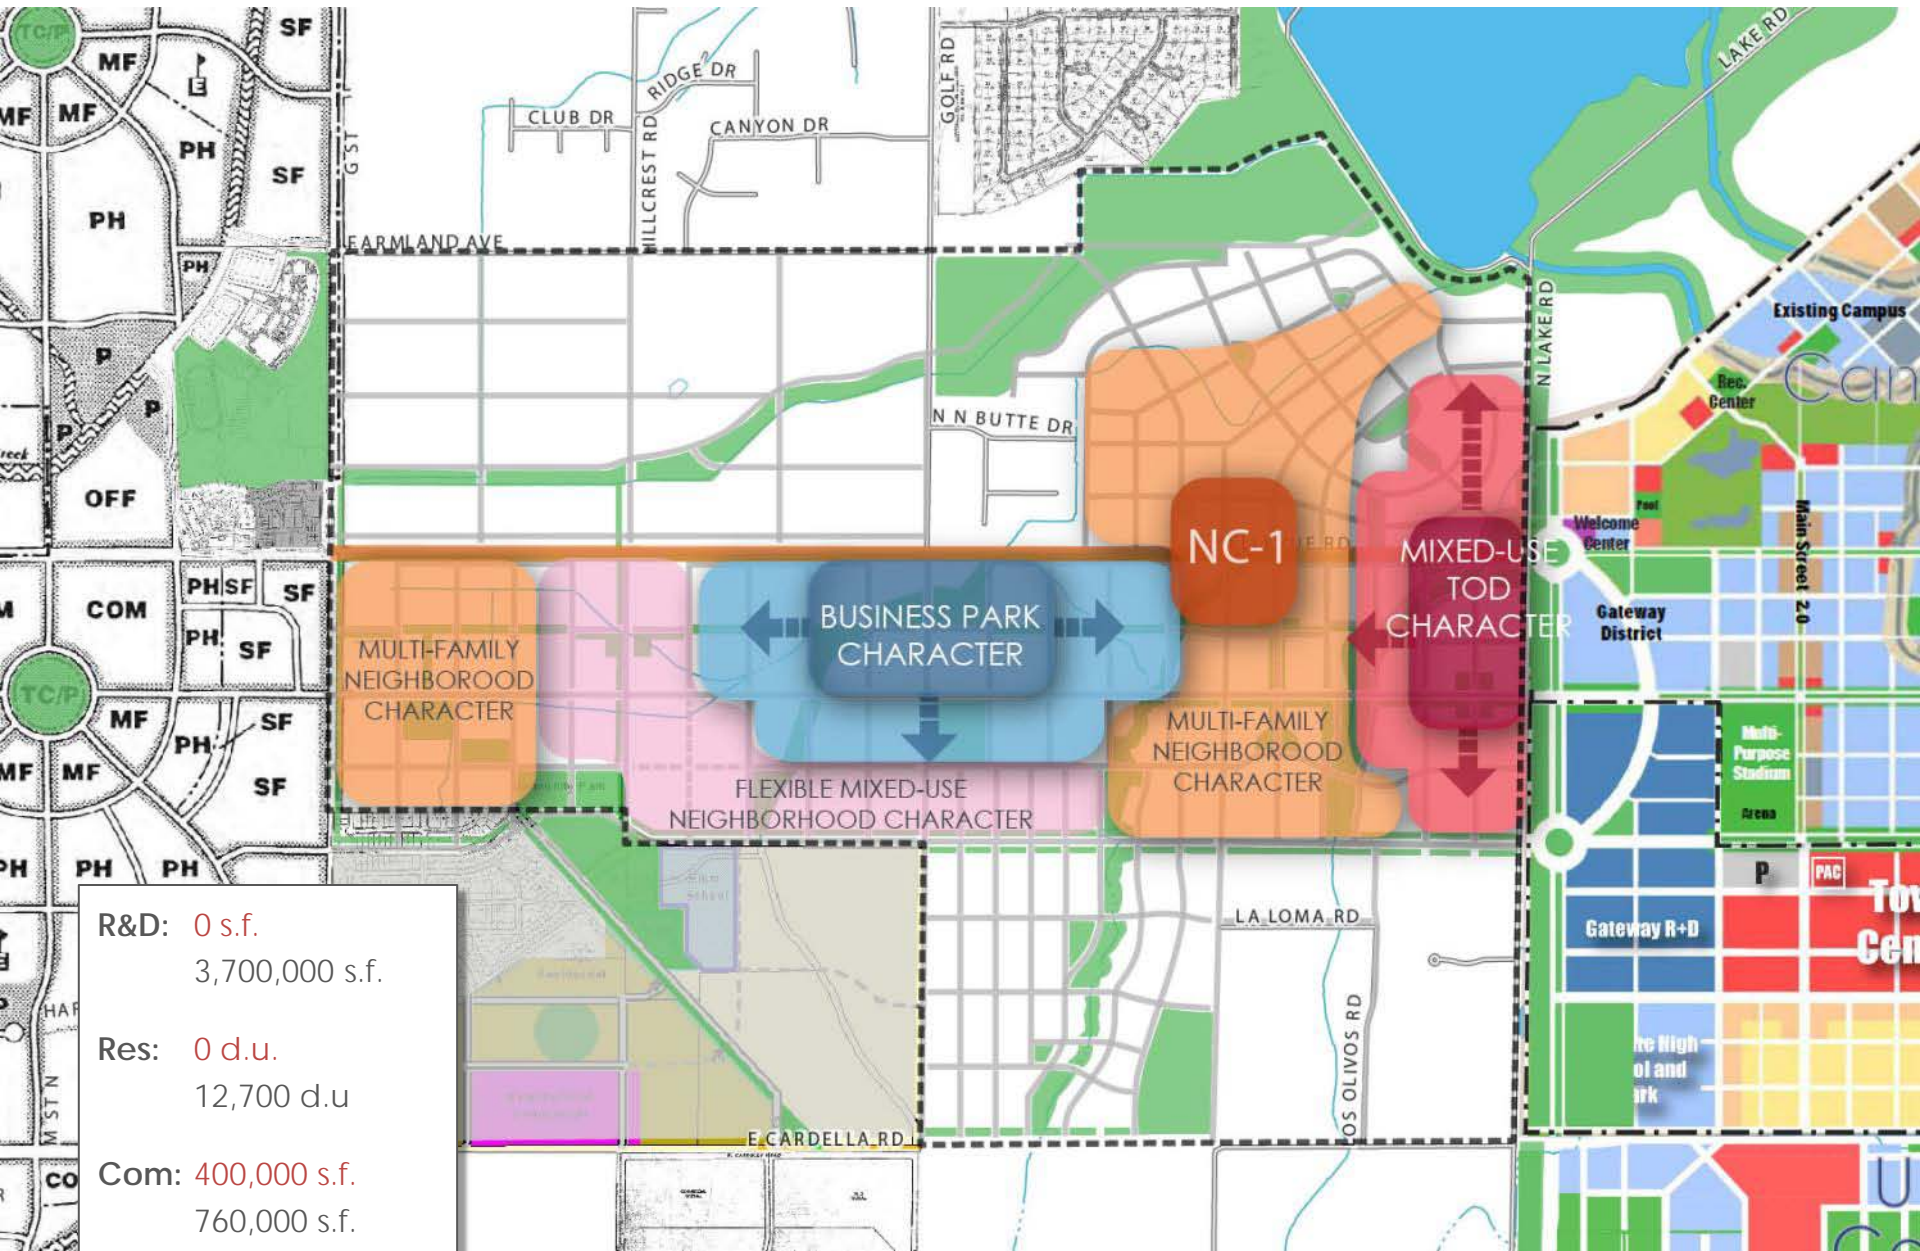 TC/P
SF
MF
MF
MF
E
PH
SF
PH
PH
G ST
CLUB DR
RIDGE DR
HILLCREST RD
CANYON DR
GOLF RD
LAKE RD
FARMLAND AVE
N LAKE RD
Existing Campus
Rec.
Center
P
P
P
OFF
N N BUTTE DR
Pool
Welcome
Center
Main Street 2.0
NC-1
MIXED-USE
TOD
CHARACTER
Gateway
District
COM
PH
SF
SF
PH
SF
MULTI-FAMILY
NEIGHBOROOD
CHARACTER
BUSINESS PARK
CHARACTER
MULTI-FAMILY
NEIGHBOROOD
CHARACTER
FLEXIBLE MIXED-USE
NEIGHBORHOOD CHARACTER
TC/P
MF
SF
PH
MF
MF
SF
PH
PH
PH
Multi-
Purpose
Stadium
Arena
P
PAC
Gateway R+D
LA LOMA RD
LOS OLIVOS RD
E CARDELLA RD
M ST N
R&D: 0 s.f.
3,700,000 s.f.
Res: 0 d.u.
12,700 d.u
Com: 400,000 s.f.
760,000 s.f.